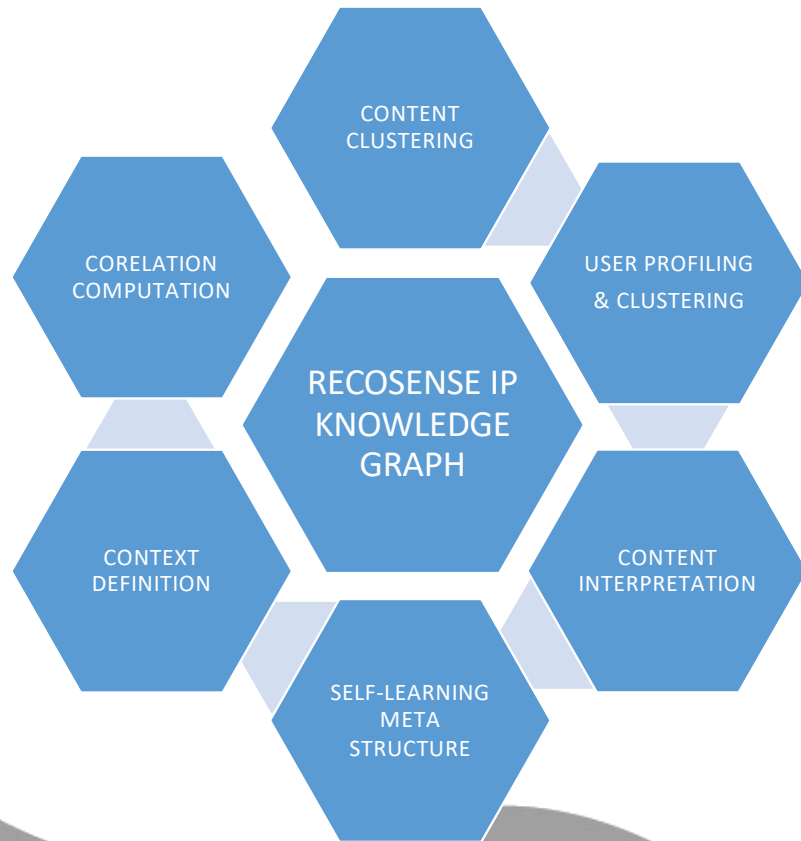 CONTENT
CLUSTERING
CORELATION
COMPUTATION
USER PROFILING
& CLUSTERING
RECOSENSE IP
KNOWLEDGE
GRAPH
CONTEXT
DEFINITION
CONTENT
INTERPRETATION
SELF-LEARNING
META
STRUCTURE